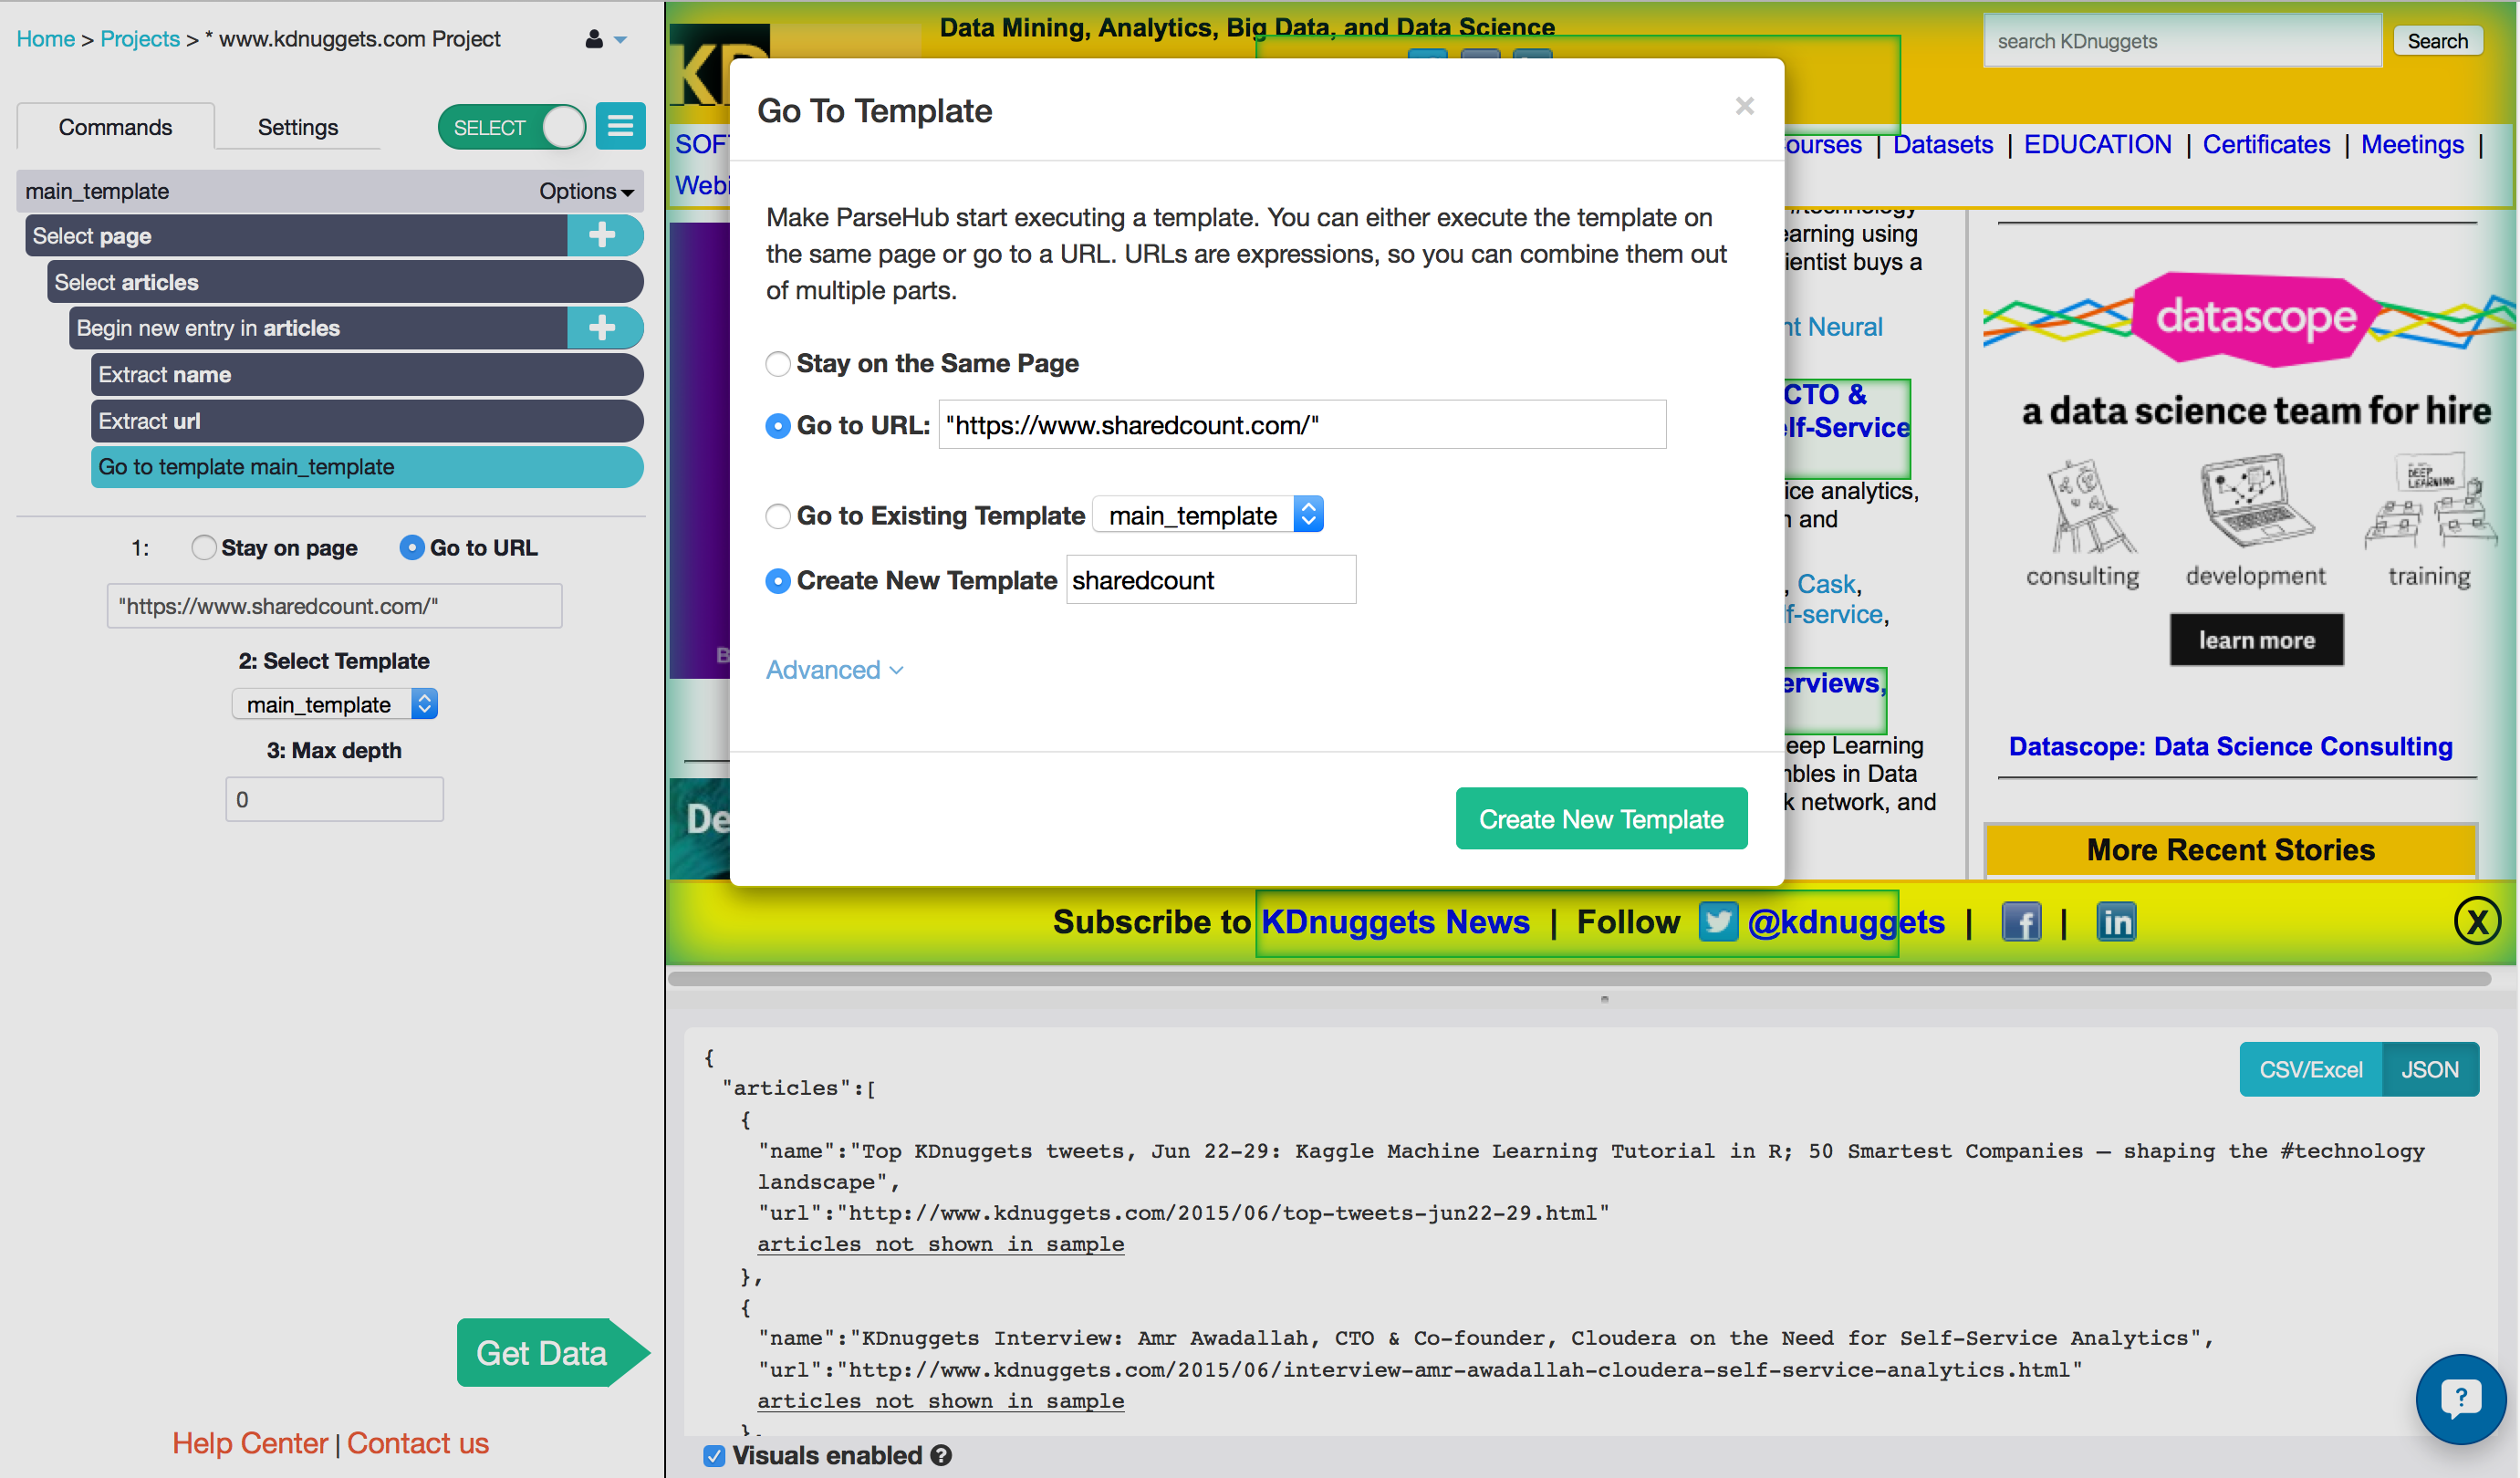 Home > Projects > * www.kdnuggets.com Project
Commands
Settings
SELECT
main_template
Options
Select page
Select articles
Begin new entry in articles
Extract name
Extract url
Go to template main_template
1:
Stay on page
Go to URL
"https://www.sharedcount.com/"
2: Select Template
main_template
3: Max depth
0
Get Data
Help Center | Contact us
Data Mining, Analytics, Big Data, and Data Science
search KDnuggets
Search
KD
SOF
ourses | Datasets | EDUCATION | Certificates | Meetings |
Webi
Go To Template
×
Make ParseHub start executing a template. You can either execute the template on
the same page or go to a URL. URLs are expressions, so you can combine them out
of multiple parts.
Stay on the Same Page
Go to URL: "https://www.sharedcount.com/"
Go to Existing Template main_template
Create New Template sharedcount
Advanced
Create New Template
earning using
ientist buys a
nt Neural
CTO &
elf-Service
ice analytics,
n and
, Cask,
lf-service,
erviews,
eep Learning
nbles in Data
k network, and
De
datascope
a data science team for hire
DEEP
LEARNING
consulting
development
training
learn more
Datascope: Data Science Consulting
More Recent Stories
Subscribe to KDnuggets News | Follow @kdnuggets | f | in
X
CSV/Excel
JSON
{
"articles":[
{
"name":"Top KDnuggets tweets, Jun 22-29: Kaggle Machine Learning Tutorial in R; 50 Smartest Companies – shaping the #technology
landscape",
"url":"http://www.kdnuggets.com/2015/06/top-tweets-jun22-29.html"
articles not shown in sample
},
{
"name":"KDnuggets Interview: Amr Awadallah, CTO & Co-founder, Cloudera on the Need for Self-Service Analytics",
"url":"http://www.kdnuggets.com/2015/06/interview-amr-awadallah-cloudera-self-service-analytics.html"
articles not shown in sample
},
Visuals enabled ?